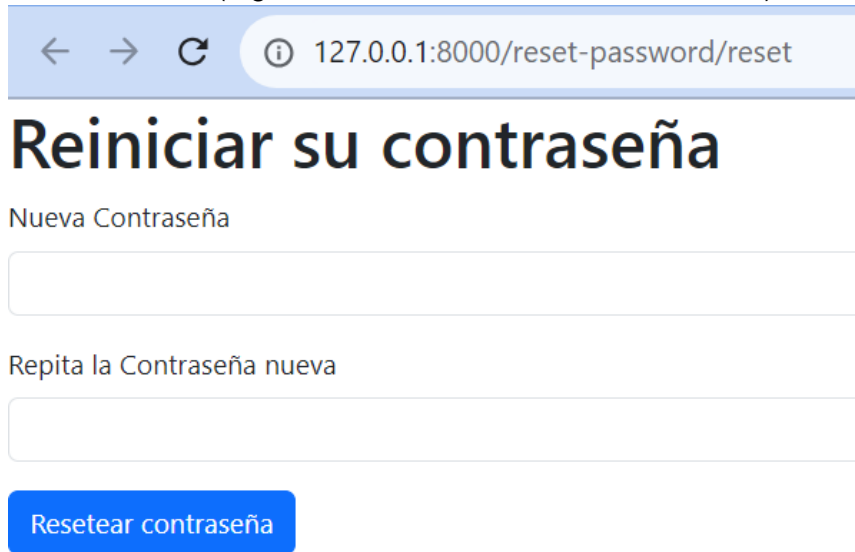 127.0.0.1:8000/reset-password/reset
Reiniciar su contraseña
Nueva Contraseña
Repita la Contraseña nueva
Resetear contraseña